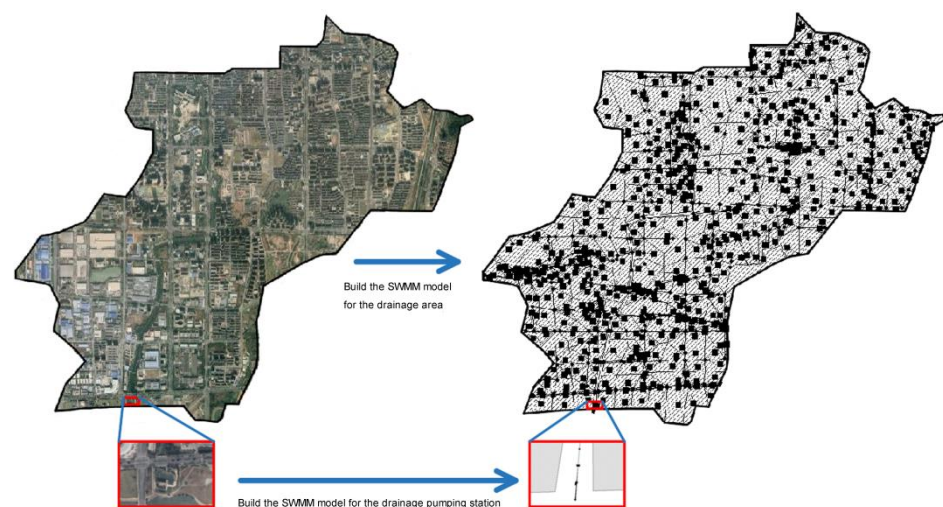 Build the SWMM model
for the drainage area
Build the SWMM model for the drainage pumping station